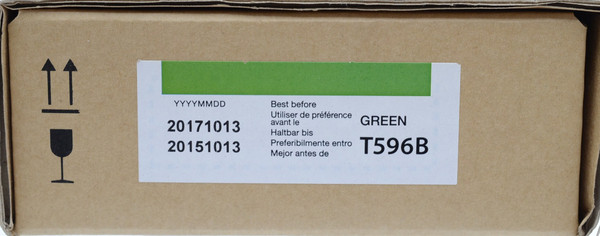 YYYYMMDD
20171013
20151013
Best before
Utiliser de préférence
avant le
Haltbar bis
Preferibilmente entro
Mejor antes de
GREEN
T596B